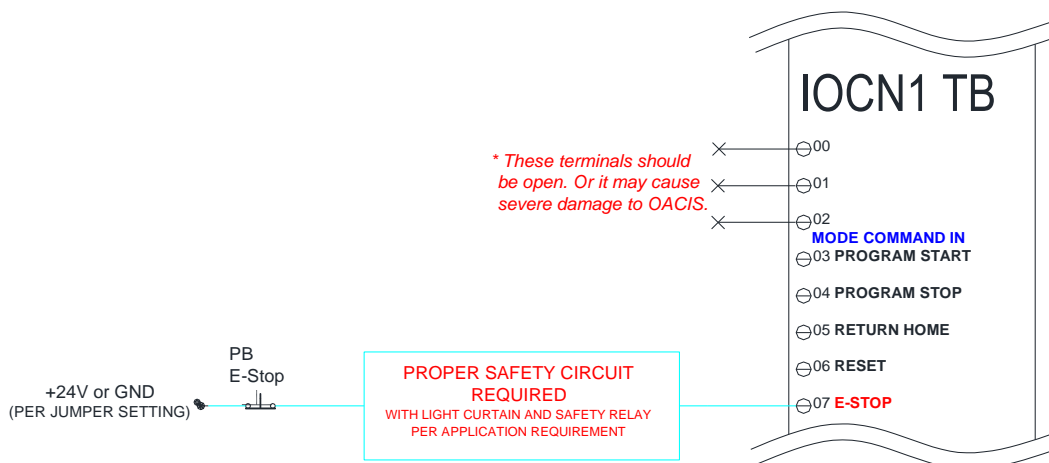 IOCN1 TB
00
* These terminals should
be open. Or it may cause
severe damage to OACIS.
01
02
MODE COMMAND IN
03 PROGRAM START
04 PROGRAM STOP
05 RETURN HOME
06 RESET
PB
E-Stop
+24V or GND
(PER JUMPER SETTING)
PROPER SAFETY CIRCUIT
REQUIRED
WITH LIGHT CURTAIN AND SAFETY RELAY
PER APPLICATION REQUIREMENT
07 E-STOP